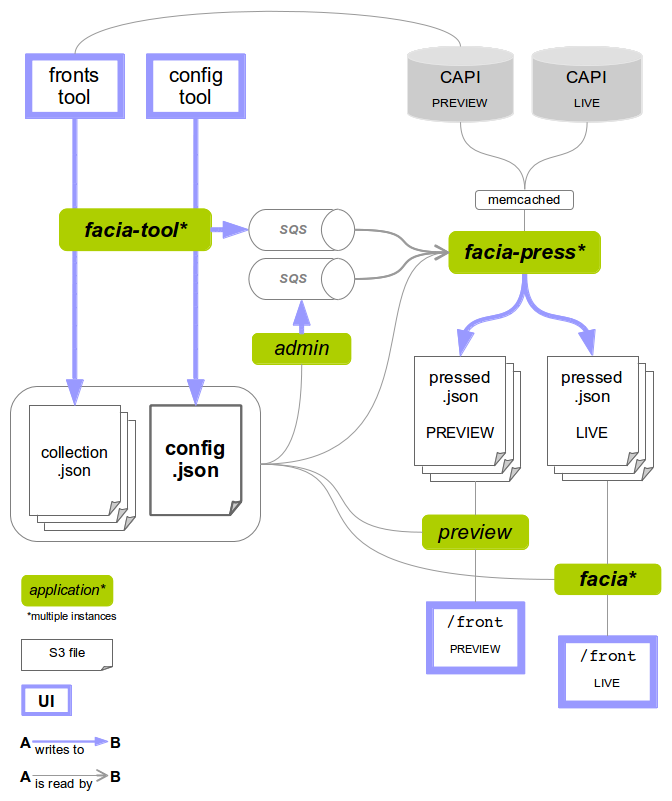 fronts
tool
config
tool
CAPI
PREVIEW
CAPI
LIVE
memcached
facia-tool*
SQS
SQS
facia-press*
admin
pressed
.json
PREVIEW
pressed
.json
LIVE
collection
.json
config
.json
preview
facia*
/front
PREVIEW
/front
LIVE
application*
*multiple instances
S3 file
UI
A writes to B
A is read by B